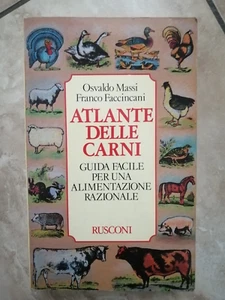 Osvaldo Massi
Franco Faccincani
ATLANTE
DELLE
CARNI
GUIDA FACILE
PER UNA
ALIMENTAZIONE
RAZIONALE
RUSCONI